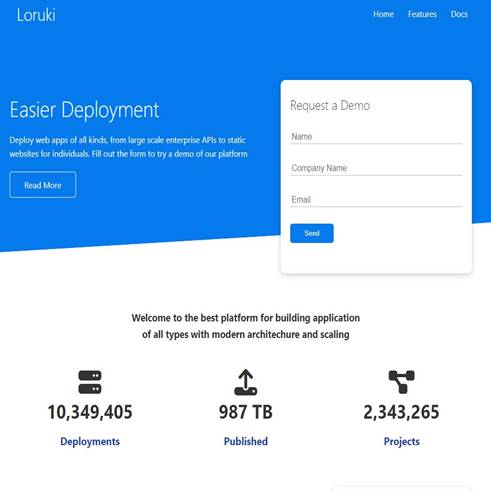 Loruki
Home Features Docs
Easier Deployment
Deploy web apps of all kinds, from large scale enterprise APIs to static
websites for individuals. Fill out the form to try a demo of our platform
Read More
Request a Demo
Name
Company Name
Email
Send
Welcome to the best platform for building application
of all types with modern architechure and scaling
10,349,405
Deployments
987 TB
Published
2,343,265
Projects